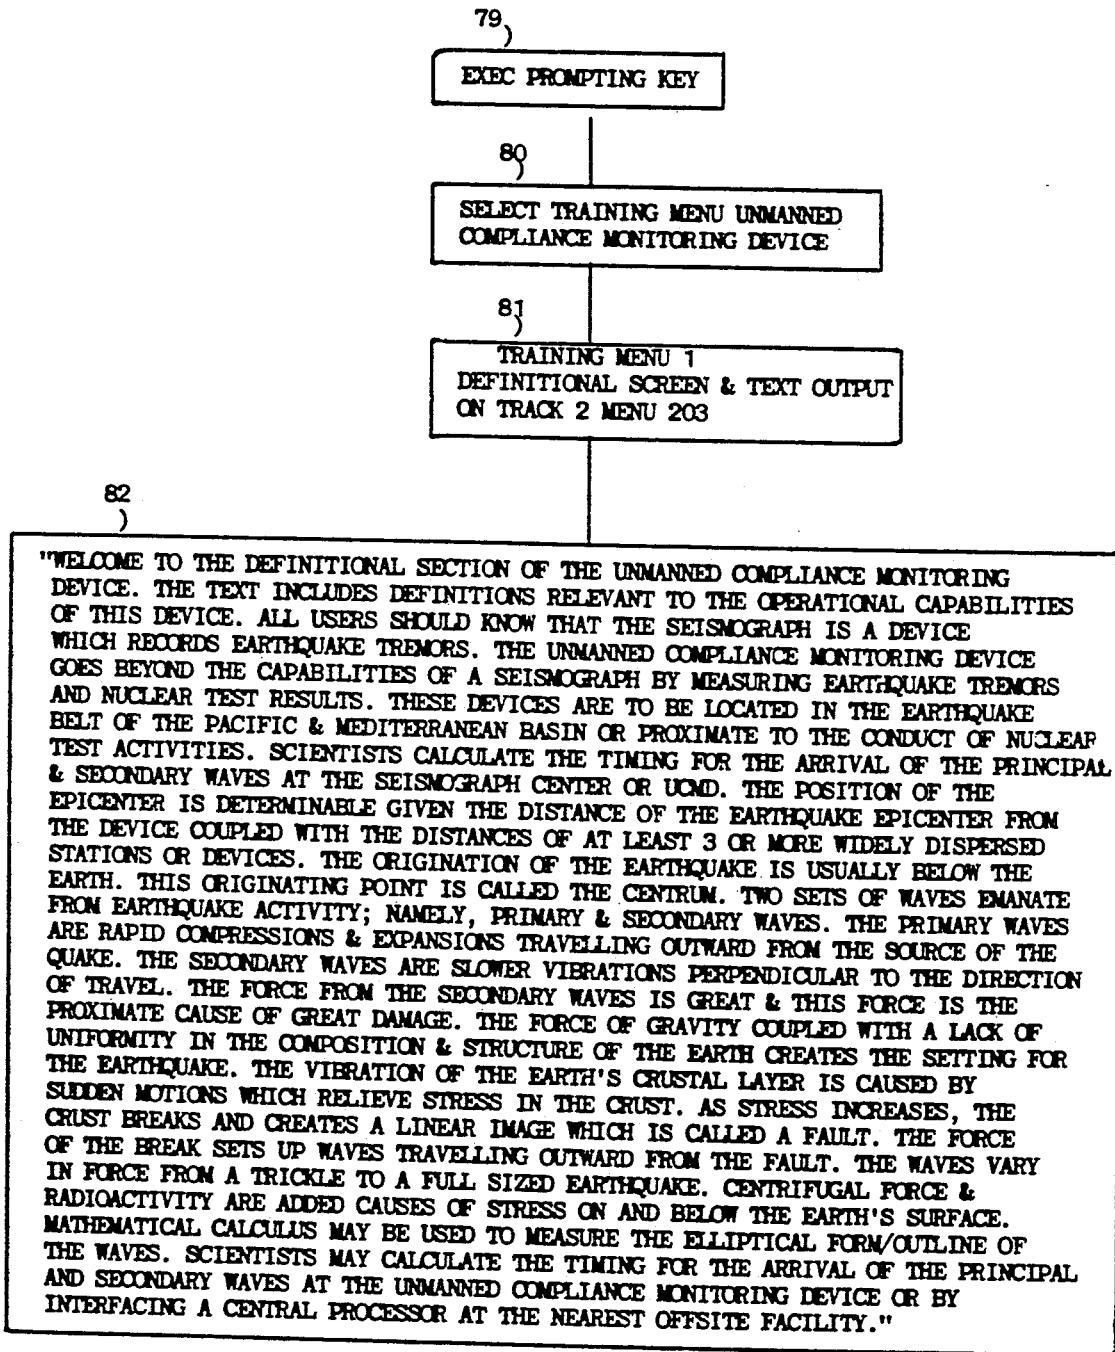 79
EXEC PROMPTING KEY
80
SELECT TRAINING MENU UNMANNED
COMPLIANCE MONITORING DEVICE
81
TRAINING MENU 1
DEFINITIONAL SCREEN & TEXT OUTPUT
ON TRACK 2 MENU 203
82
"WELCOME TO THE DEFINITIONAL SECTION OF THE UNMANNED COMPLIANCE MONITORING
DEVICE. THE TEXT INCLUDES DEFINITIONS RELEVANT TO THE OPERATIONAL CAPABILITIES
OF THIS DEVICE. ALL USERS SHOULD KNOW THAT THE SEISMOGRAPH IS A DEVICE
WHICH RECORDS EARTHQUAKE TREMORS. THE UNMANNED COMPLIANCE MONITORING DEVICE
GOES BEYOND THE CAPABILITIES OF A SEISMOGRAPH BY MEASURING EARTHQUAKE TREMORS
AND NUCLEAR TEST RESULTS. THESE DEVICES ARE TO BE LOCATED IN THE EARTHQUAKE
BELT OF THE PACIFIC & MEDITERRANEAN BASIN OR PROXIMATE TO THE CONDUCT OF NUCLEAR
TEST ACTIVITIES. SCIENTISTS CALCULATE THE TIMING FOR THE ARRIVAL OF THE PRINCIPAL
& SECONDARY WAVES AT THE SEISMOGRAPH CENTER OR UCMD. THE POSITION OF THE
EPICENTER IS DETERMINABLE GIVEN THE DISTANCE OF THE EARTHQUAKE EPICENTER FROM
THE DEVICE COUPLED WITH THE DISTANCES OF AT LEAST 3 OR MORE WIDELY DISPERSED
STATIONS OR DEVICES. THE ORIGINATION OF THE EARTHQUAKE IS USUALLY BELOW THE
EARTH. THIS ORIGINATING POINT IS CALLED THE CENTRUM. TWO SETS OF WAVES EMANATE
FROM EARTHQUAKE ACTIVITY; NAMELY, PRIMARY & SECONDARY WAVES. THE PRIMARY WAVES
ARE RAPID COMPRESSIONS & EXPANSIONS TRAVELLING OUTWARD FROM THE SOURCE OF THE
QUAKE. THE SECONDARY WAVES ARE SLOWER VIBRATIONS PERPENDICULAR TO THE DIRECTION
OF TRAVEL. THE FORCE FROM THE SECONDARY WAVES IS GREAT & THIS FORCE IS THE
PROXIMATE CAUSE OF GREAT DAMAGE. THE FORCE OF GRAVITY COUPLED WITH A LACK OF
UNIFORMITY IN THE COMPOSITION & STRUCTURE OF THE EARTH CREATES THE SETTING FOR
THE EARTHQUAKE. THE VIBRATION OF THE EARTH'S CRUSTAL LAYER IS CAUSED BY
SUDDEN MOTIONS WHICH RELIEVE STRESS IN THE CRUST. AS STRESS INCREASES, THE
CRUST BREAKS AND CREATES A LINEAR IMAGE WHICH IS CALLED A FAULT. THE FORCE
OF THE BREAK SETS UP WAVES TRAVELLING OUTWARD FROM THE FAULT. THE WAVES VARY
IN FORCE FROM A TRICKLE TO A FULL SIZED EARTHQUAKE. CENTRIFUGAL FORCE &
RADIOACTIVITY ARE ADDED CAUSES OF STRESS ON AND BELOW THE EARTH'S SURFACE.
MATHEMATICAL CALCULUS MAY BE USED TO MEASURE THE ELLIPTICAL FORM/OUTLINE OF
THE WAVES. SCIENTISTS MAY CALCULATE THE TIMING FOR THE ARRIVAL OF THE PRINCIPAL
AND SECONDARY WAVES AT THE UNMANNED COMPLIANCE MONITORING DEVICE OR BY
INTERFACING A CENTRAL PROCESSOR AT THE NEAREST OFFSITE FACILITY."